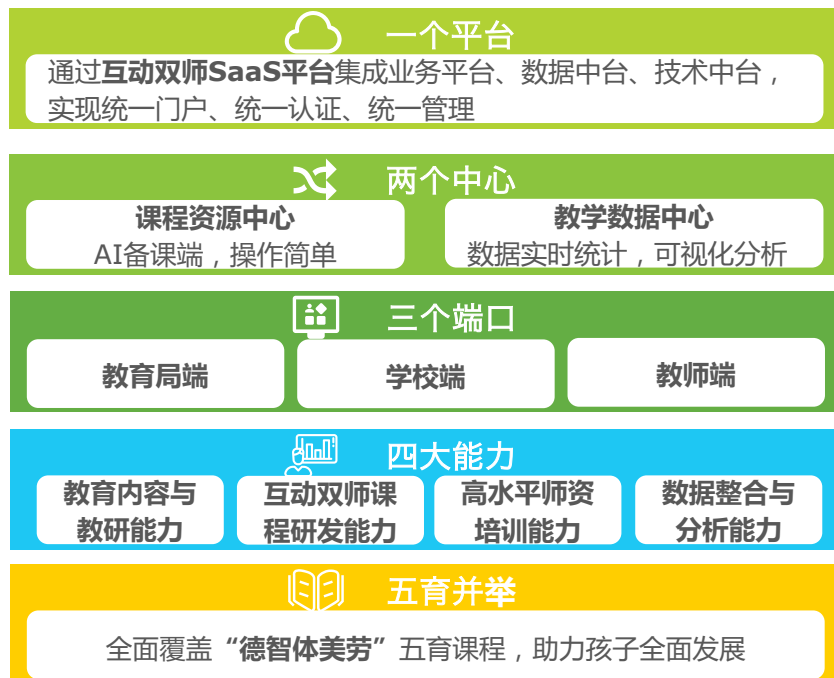 一个平台
通过互动双师SaaS平台集成业务平台、数据中台、技术中台，
实现统一门户、统一认证、统一管理
两个中心
课程资源中心
AI备课端，操作简单
教学数据中心
数据实时统计，可视化分析
三个端口
教育局端
学校端
教师端
四大能力
教育内容与
教研能力
互动双师课
程研发能力
高水平师资
培训能力
数据整合与
分析能力
五育并举
全面覆盖“德智体美劳”五育课程，助力孩子全面发展